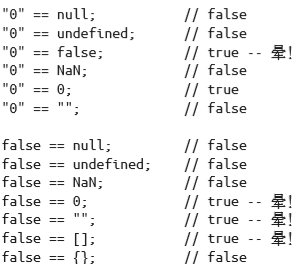 "0" == null;           // false
"0" == undefined;      // false
"0" == false;          // true -- 晕!
"0" == NaN;            // false
"0" == 0;              // true
"0" == "";             // false
false == null;         // false
false == undefined;    // false
false == NaN;          // false
false == 0;            // true -- 晕!
false == "";           // true -- 晕!
false == [];           // true -- 晕!
false == {};           // false